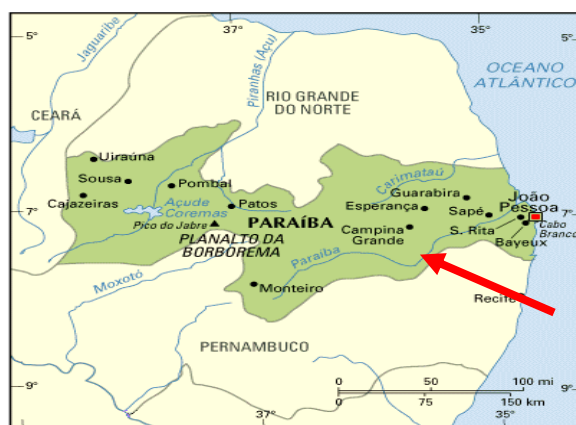 37°
35°
5°
5°
Jaguaribe
Piranhas (Açu)
OCEANO
ATLÂNTICO
CEARÁ
RIO GRANDE
DO NORTE
Uiraúna
Sousa
Pombal
Cajazeiras
Açude
Coremas
Patos
Pico do Jabre
PLANALTO DA
BORBOREMA
PARAÍBA
Carimataú
Guarabira
Esperança
Sapé
João
Pessoa
Campina
Grande
S. Rita
Cabo
Branco
Bayeux
7°
7°
Paraíba
Moxotó
Monteiro
Recife
PERNAMBUCO
0 50 100 mi
0 75 150 km
9°
9°
37°
35°